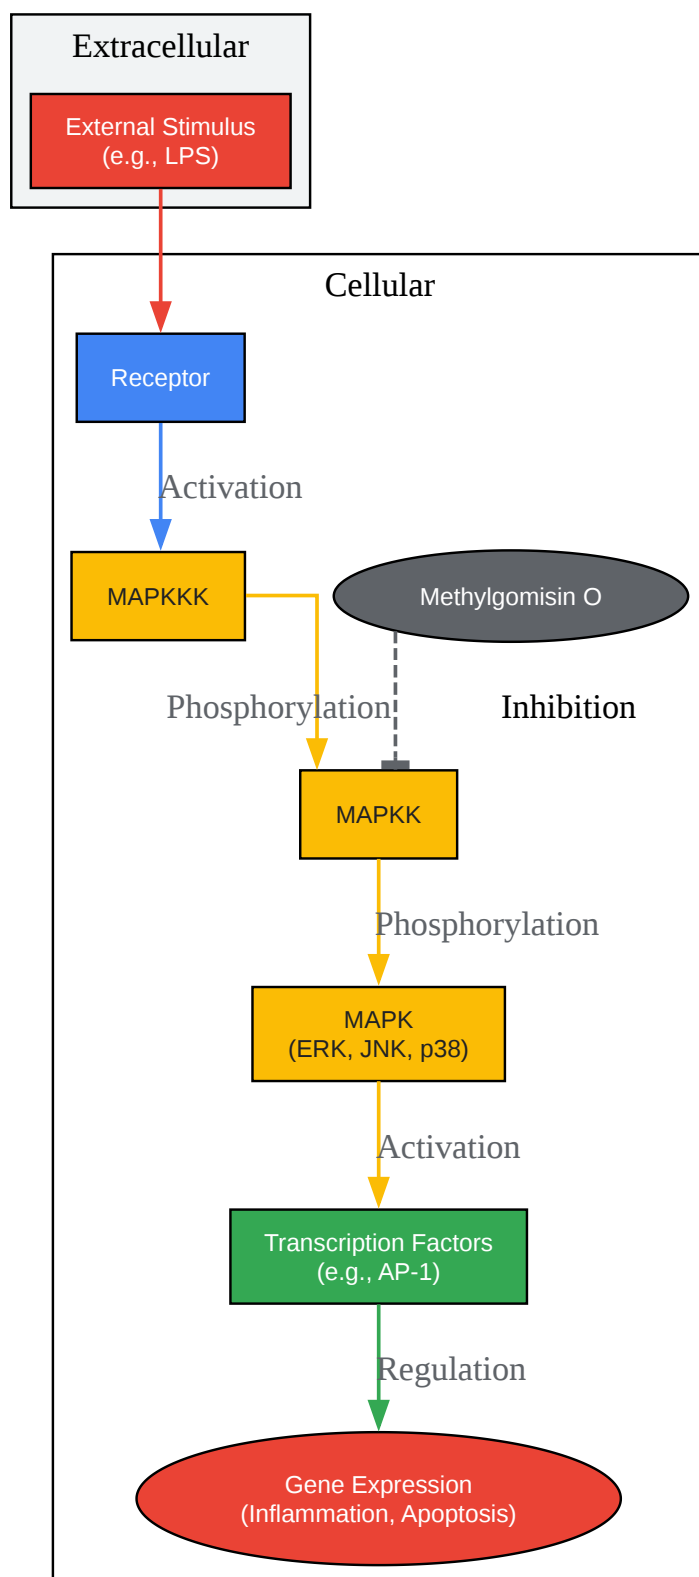 Extracellular
External Stimulus
(e.g., LPS)
Cellular
Receptor
Activation
MAPKKK
Methylgomisin O
Phosphorylation
Inhibition
MAPKK
Phosphorylation
MAPK
(ERK, JNK, p38)
Activation
Transcription Factors
(e.g., AP-1)
Regulation
Gene Expression
(Inflammation, Apoptosis)